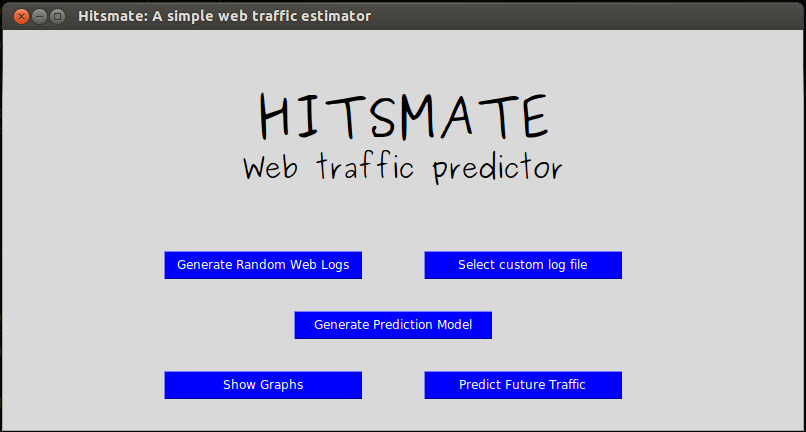 Hitsmate: A simple web traffic estimator
HITSMATE
Web traffic predictor
Generate Random Web Logs
Select custom log file
Generate Prediction Model
Show Graphs
Predict Future Traffic